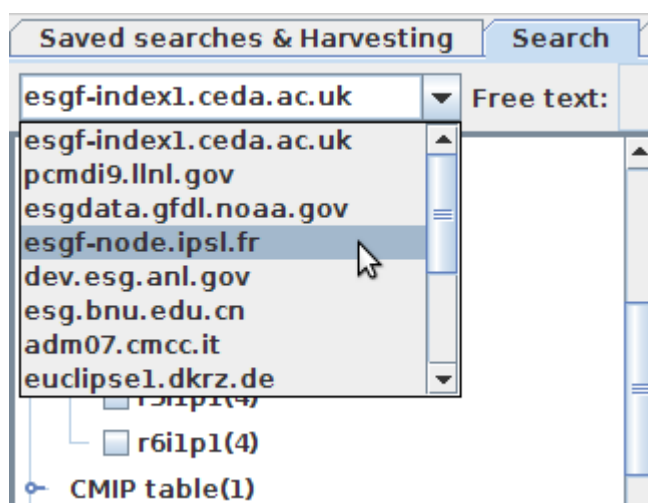 Saved searches & Harvesting Search
esgf-index1.ceda.ac.uk Free text:
esgf-index1.ceda.ac.uk
pcmdi9.llnl.gov
esgdata.gfdl.noaa.gov
esgf-node.ipsl.fr
dev.esg.anl.gov
esg.bnu.edu.cn
adm07.cmcc.it
euclipse1.dkrz.de
r6i1p1(4)
CMIP table(1)